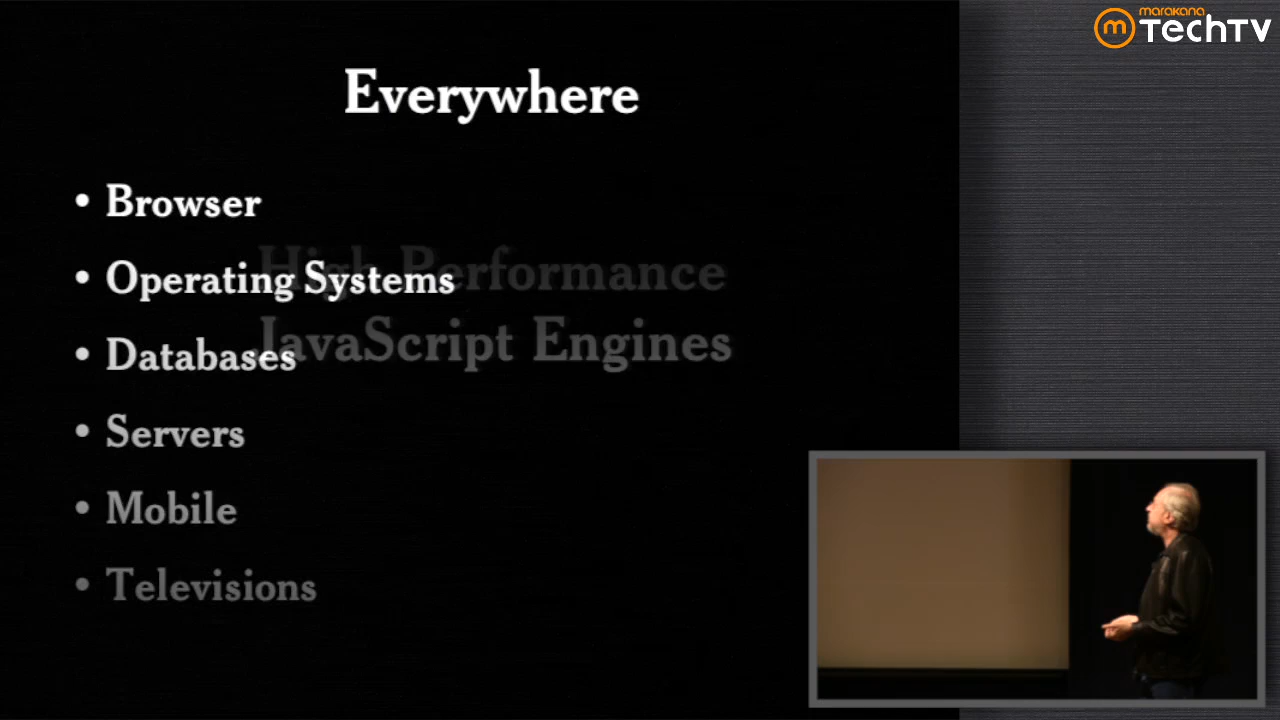 marakana
TechTV
Everywhere
• Browser
High Performance
• Operating Systems
JavaScript Engines
• Databases
• Servers
• Mobile
• Televisions